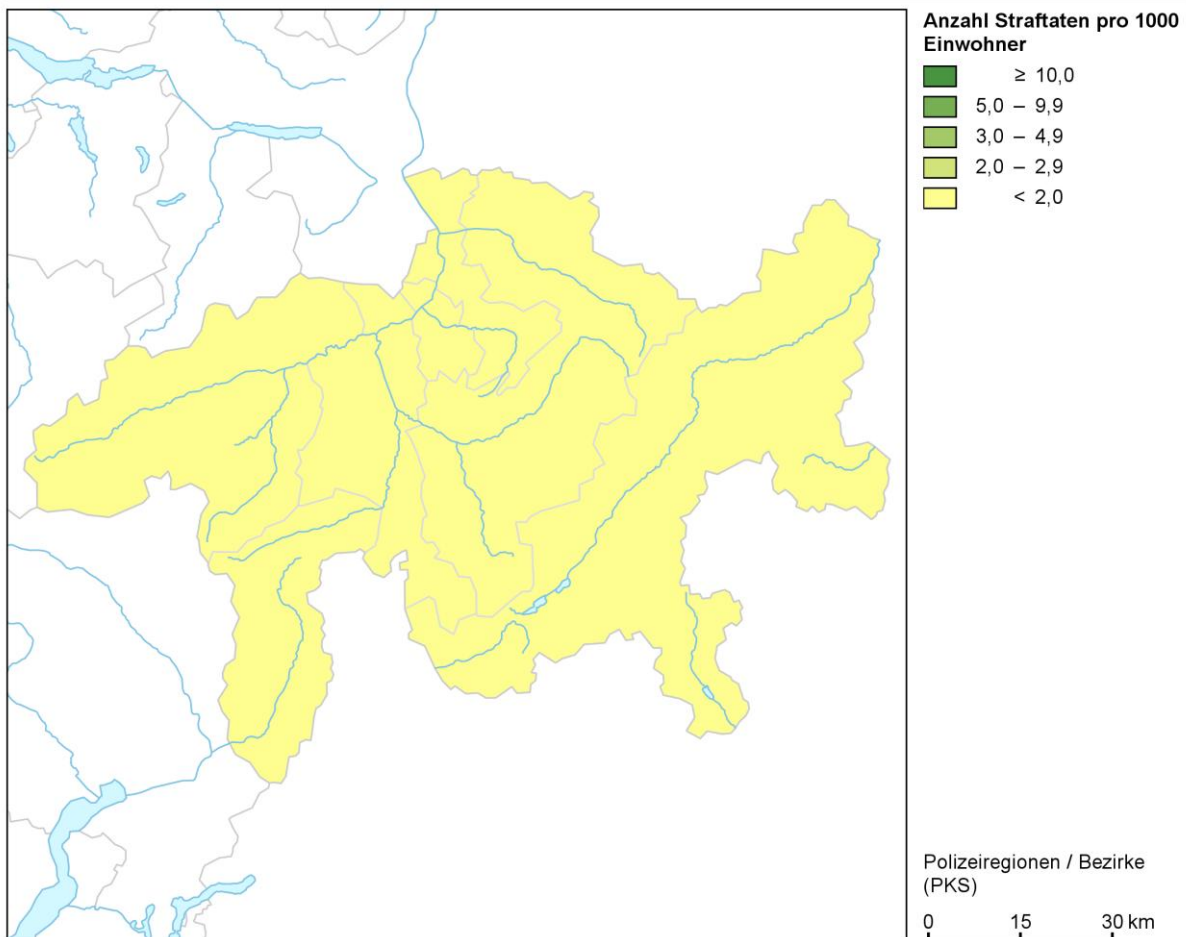 Anzahl Straftaten pro 1000
Einwohner
≥ 10,0
5,0 – 9,9
3,0 – 4,9
2,0 – 2,9
< 2,0
Polizeiregionen / Bezirke
(PKS)
0 15 30 km